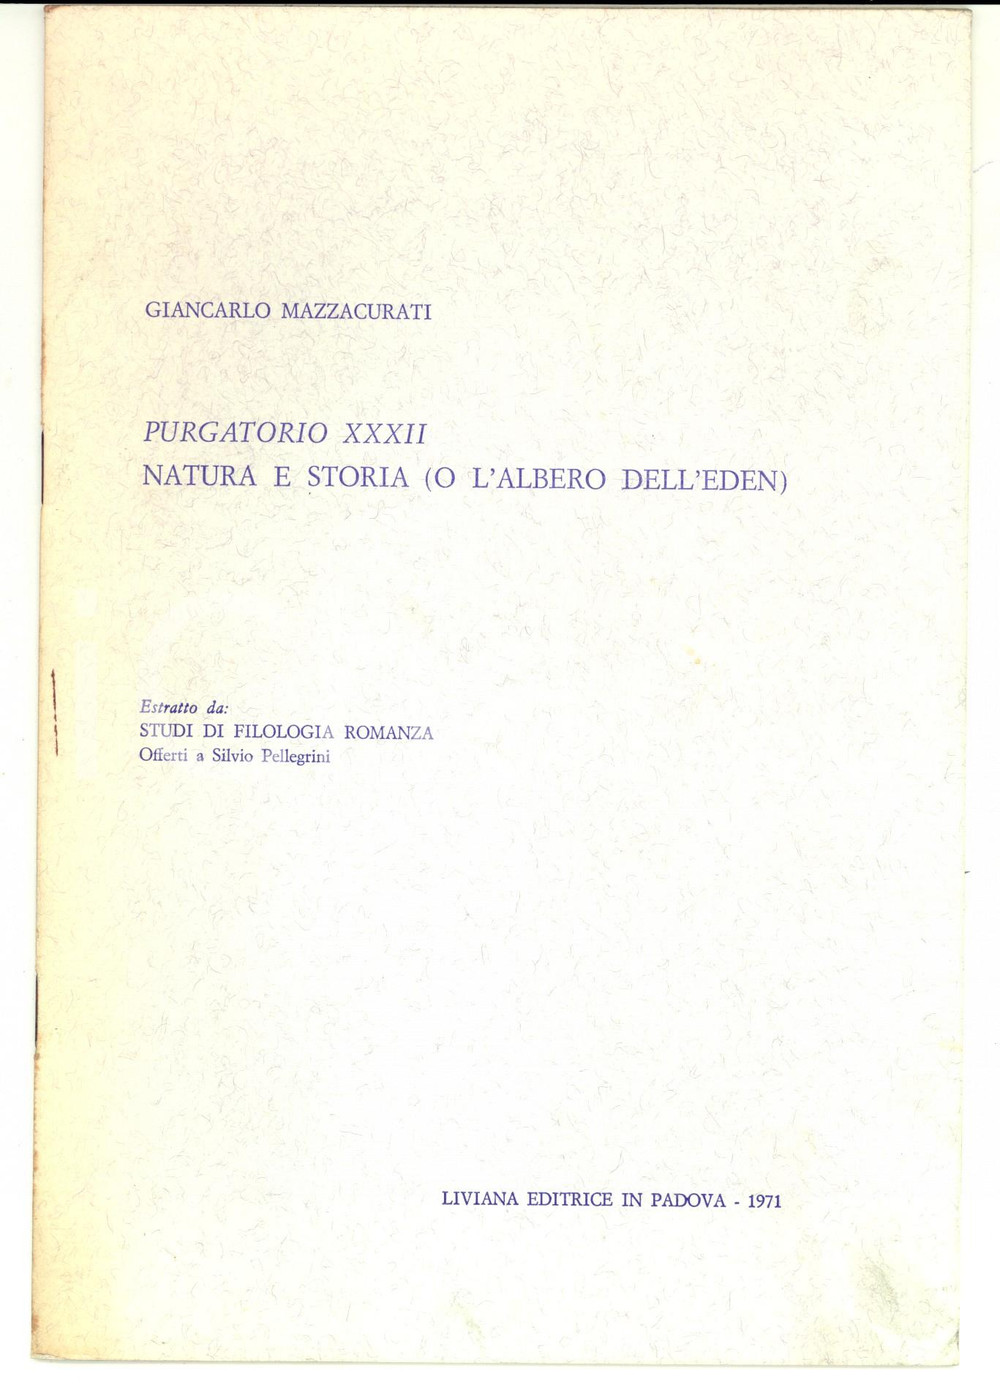 GIANCARLO MAZZACURATI
PURGATORIO XXXII
NATURA E STORIA (O L'ALBERO DELL'EDEN)
Estratto da:
STUDI DI FILOLOGIA ROMANZA
Offerti a Silvio Pellegrini
LIVIANA EDITRICE IN PADOVA - 1971